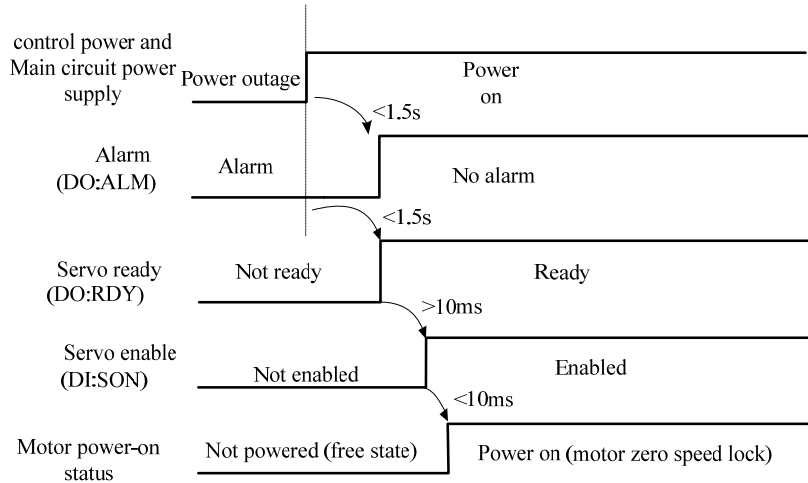 control power and
Main circuit power
supply
Power outage
Power
on
<1.5s
Alarm
(DO:ALM)
Alarm
No alarm
<1.5s
Servo ready
(DO:RDY)
Not ready
Ready
>10ms
Servo enable
(DI:SON)
Not enabled
Enabled
<10ms
Motor power-on
status
Not powered (free state)
Power on (motor zero speed lock)